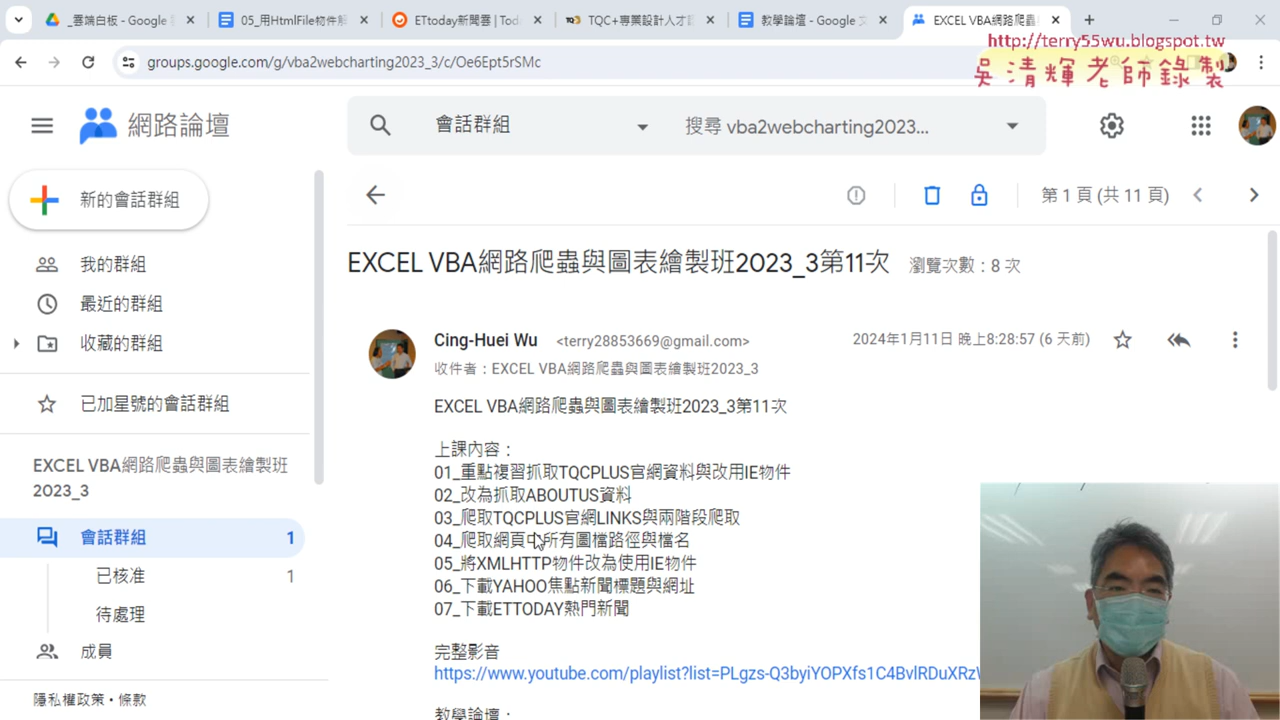 _雲端白板 - Google
05_用HtmlFile物件解
ETtoday新聞雲 | Tod
TQC+專業設計人才認
教學論壇 - Google 文
EXCEL VBA網路爬蟲
http://terry55wu.blogspot.tw
groups.google.com/g/vba2webcharting2023_3/c/Oe6Ept5rSMc
吳清輝老師錄製
網路論壇
會話群組
搜尋 vba2webcharting2023...
新的會話群組
第 1 頁 (共 11 頁)
我的群組
最近的群組
收藏的群組
已加星號的會話群組
EXCEL VBA網路爬蟲與圖表繪製班
2023_3
會話群組 1
已核准 1
待處理
成員
隱私權政策 • 條款
EXCEL VBA網路爬蟲與圖表繪製班2023_3第11次 瀏覽次數：8 次
Cing-Huei Wu <terry28853669@gmail.com> 2024年1月11日 晚上8:28:57 (6 天前)
收件者：EXCEL VBA網路爬蟲與圖表繪製班2023_3
EXCEL VBA網路爬蟲與圖表繪製班2023_3第11次
上課內容：
01_重點複習抓取TQCPLUS官網資料與改用IE物件
02_改為抓取ABOUTUS資料
03_爬取TQCPLUS官網LINKS與兩階段爬取
04_爬取網頁中所有圖檔路徑與檔名
05_將XMLHTTP物件改為使用IE物件
06_下載YAHOO焦點新聞標題與網址
07_下載ETTODAY熱門新聞
完整影音
https://www.youtube.com/playlist?list=PLgzs-Q3byiYOPXfs1C4BvlRDuXRzW
教學論壇：